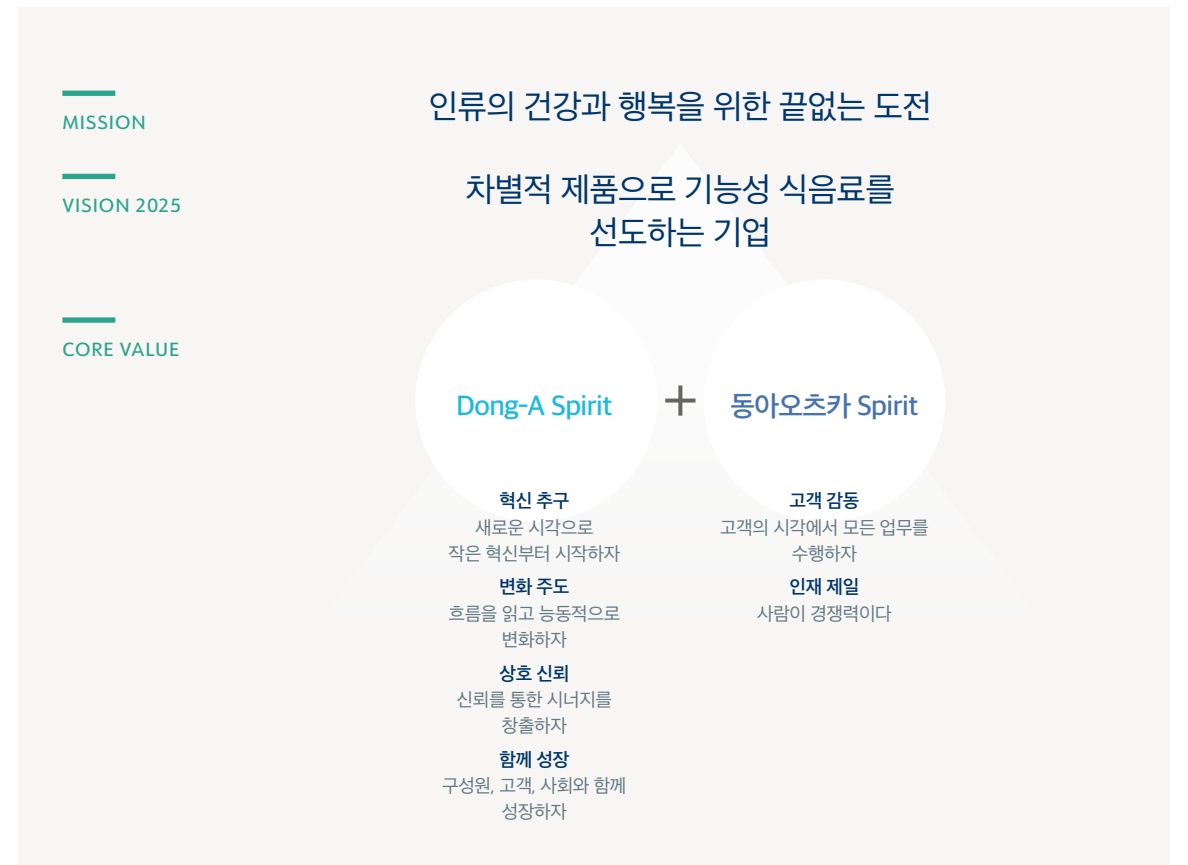 MISSION
인류의 건강과 행복을 위한 끝없는 도전
VISION 2025
차별적 제품으로 기능성 식음료를
선도하는 기업
CORE VALUE
Dong-A Spirit
+
동아오츠카 Spirit
혁신 추구
새로운 시각으로
작은 혁신부터 시작하자
변화 주도
흐름을 읽고 능동적으로
변화하자
상호 신뢰
신뢰를 통한 시너지를
창출하자
함께 성장
구성원, 고객, 사회와 함께
성장하자
고객 감동
고객의 시각에서 모든 업무를
수행하자
인재 제일
사람이 경쟁력이다